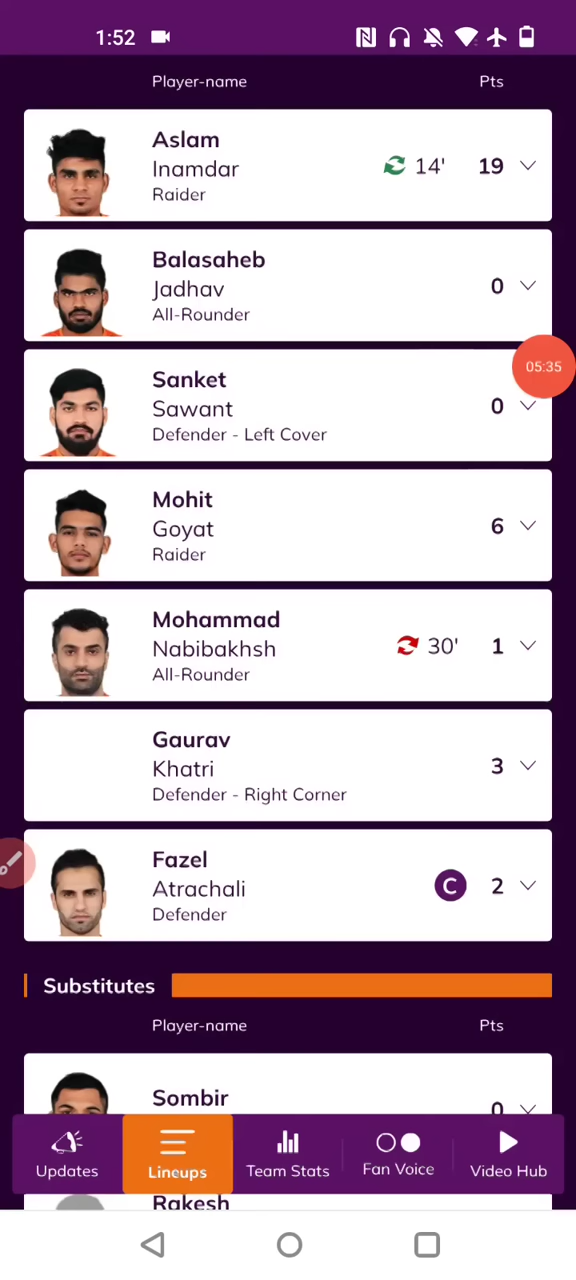 1:52
Player-name Pts
Aslam
Inamdar 14' 19
Raider
Balasaheb
Jadhav 0
All-Rounder
05:35
Sanket
Sawant 0
Defender - Left Cover
Mohit
Goyat 6
Raider
Mohammad
Nabibakhsh 30' 1
All-Rounder
Gaurav
Khatri 3
Defender - Right Corner
Fazel
Atrachali C 2
Defender
Substitutes
Player-name Pts
Sombir
0
Updates Lineups Team Stats Fan Voice Video Hub
Rakesh